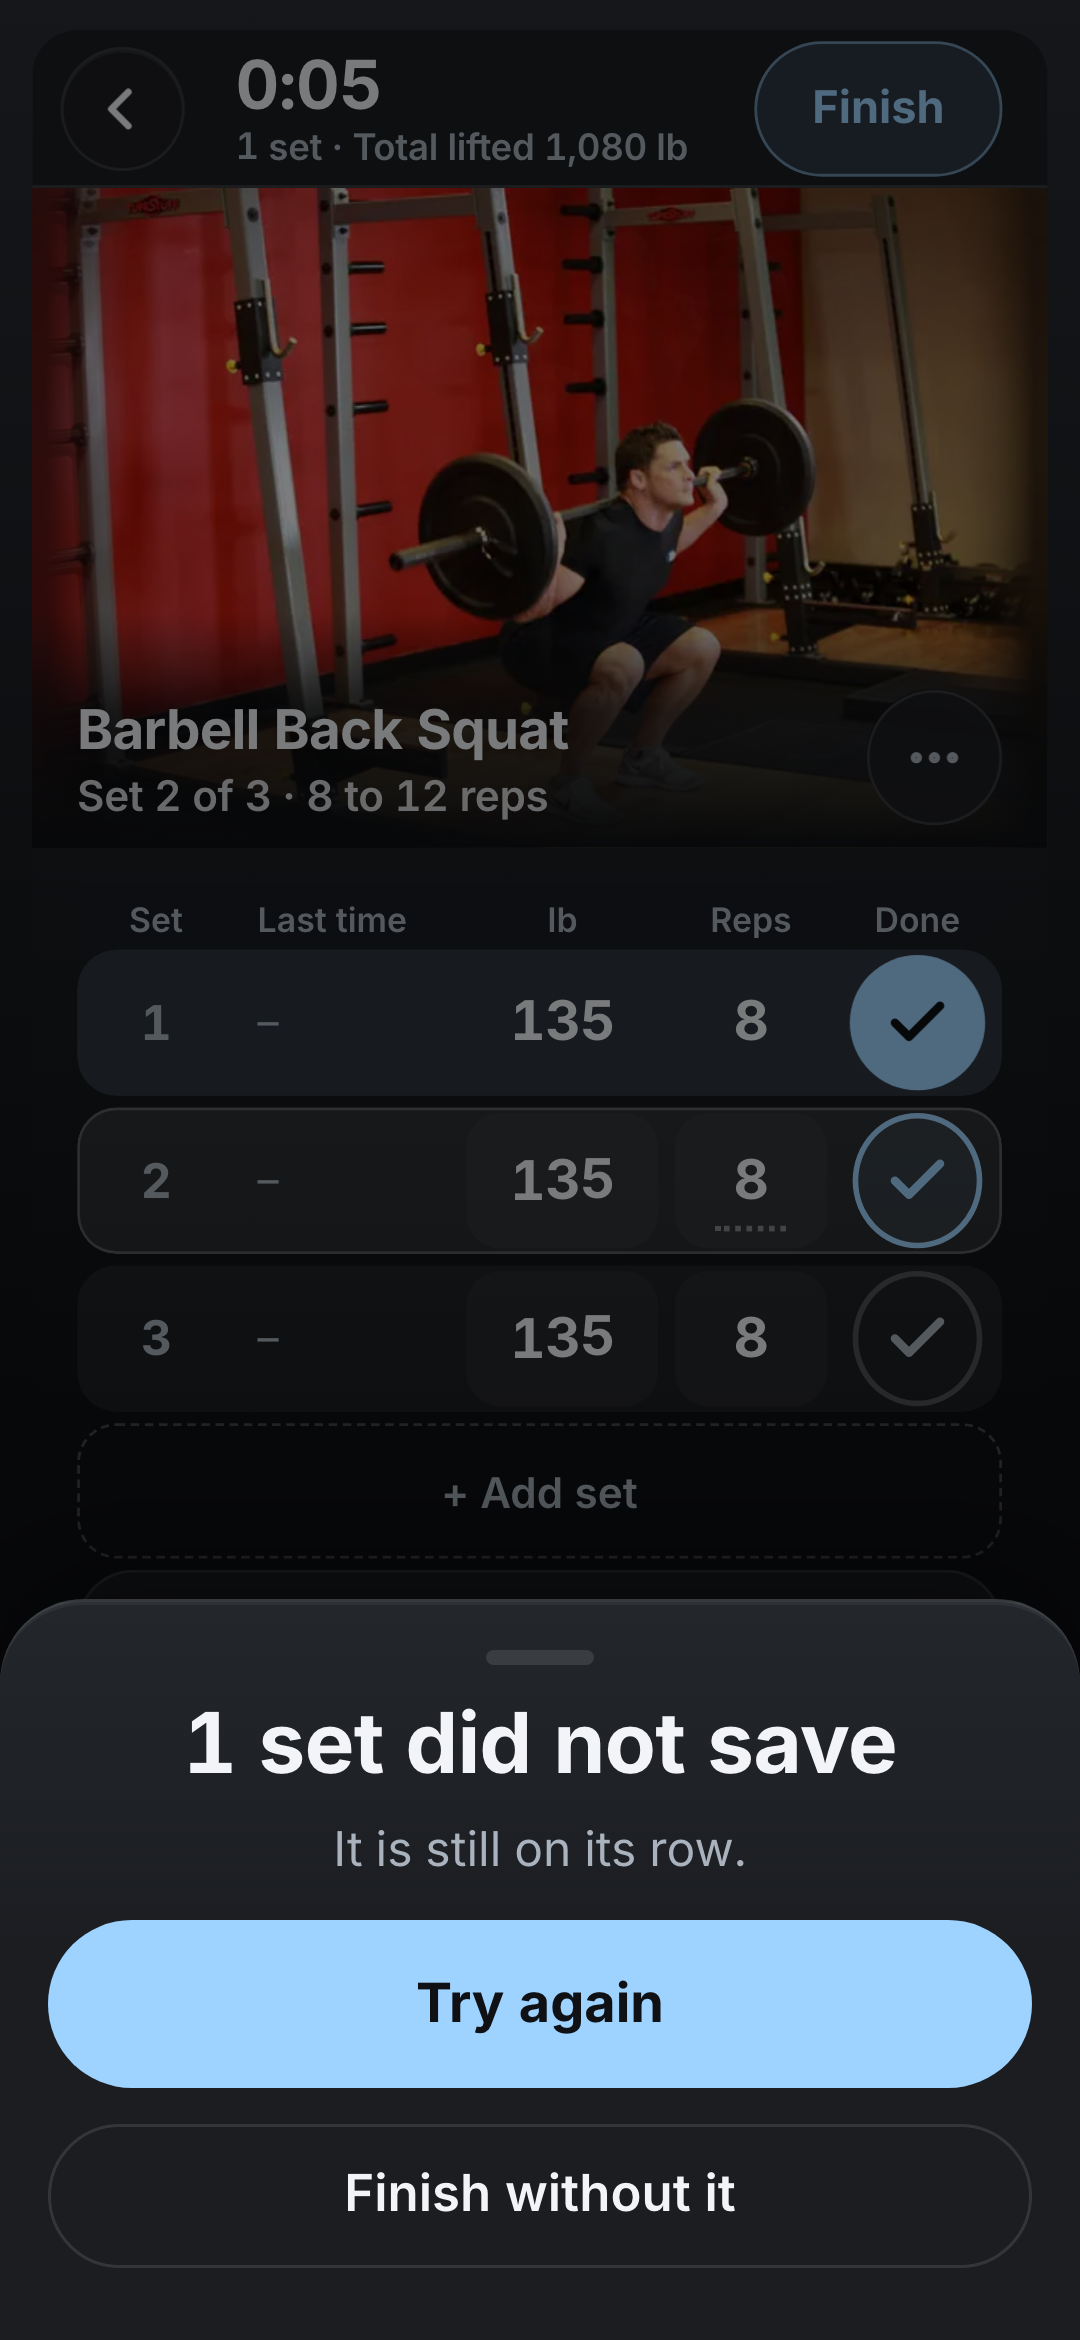 0:05
1 set · Total lifted 1,080 lb
Finish
Barbell Back Squat
Set 2 of 3 · 8 to 12 reps
Set Last time lb Reps Done
1 – 135 8
2 – 135 8
3 – 135 8
+ Add set
1 set did not save
It is still on its row.
Try again
Finish without it